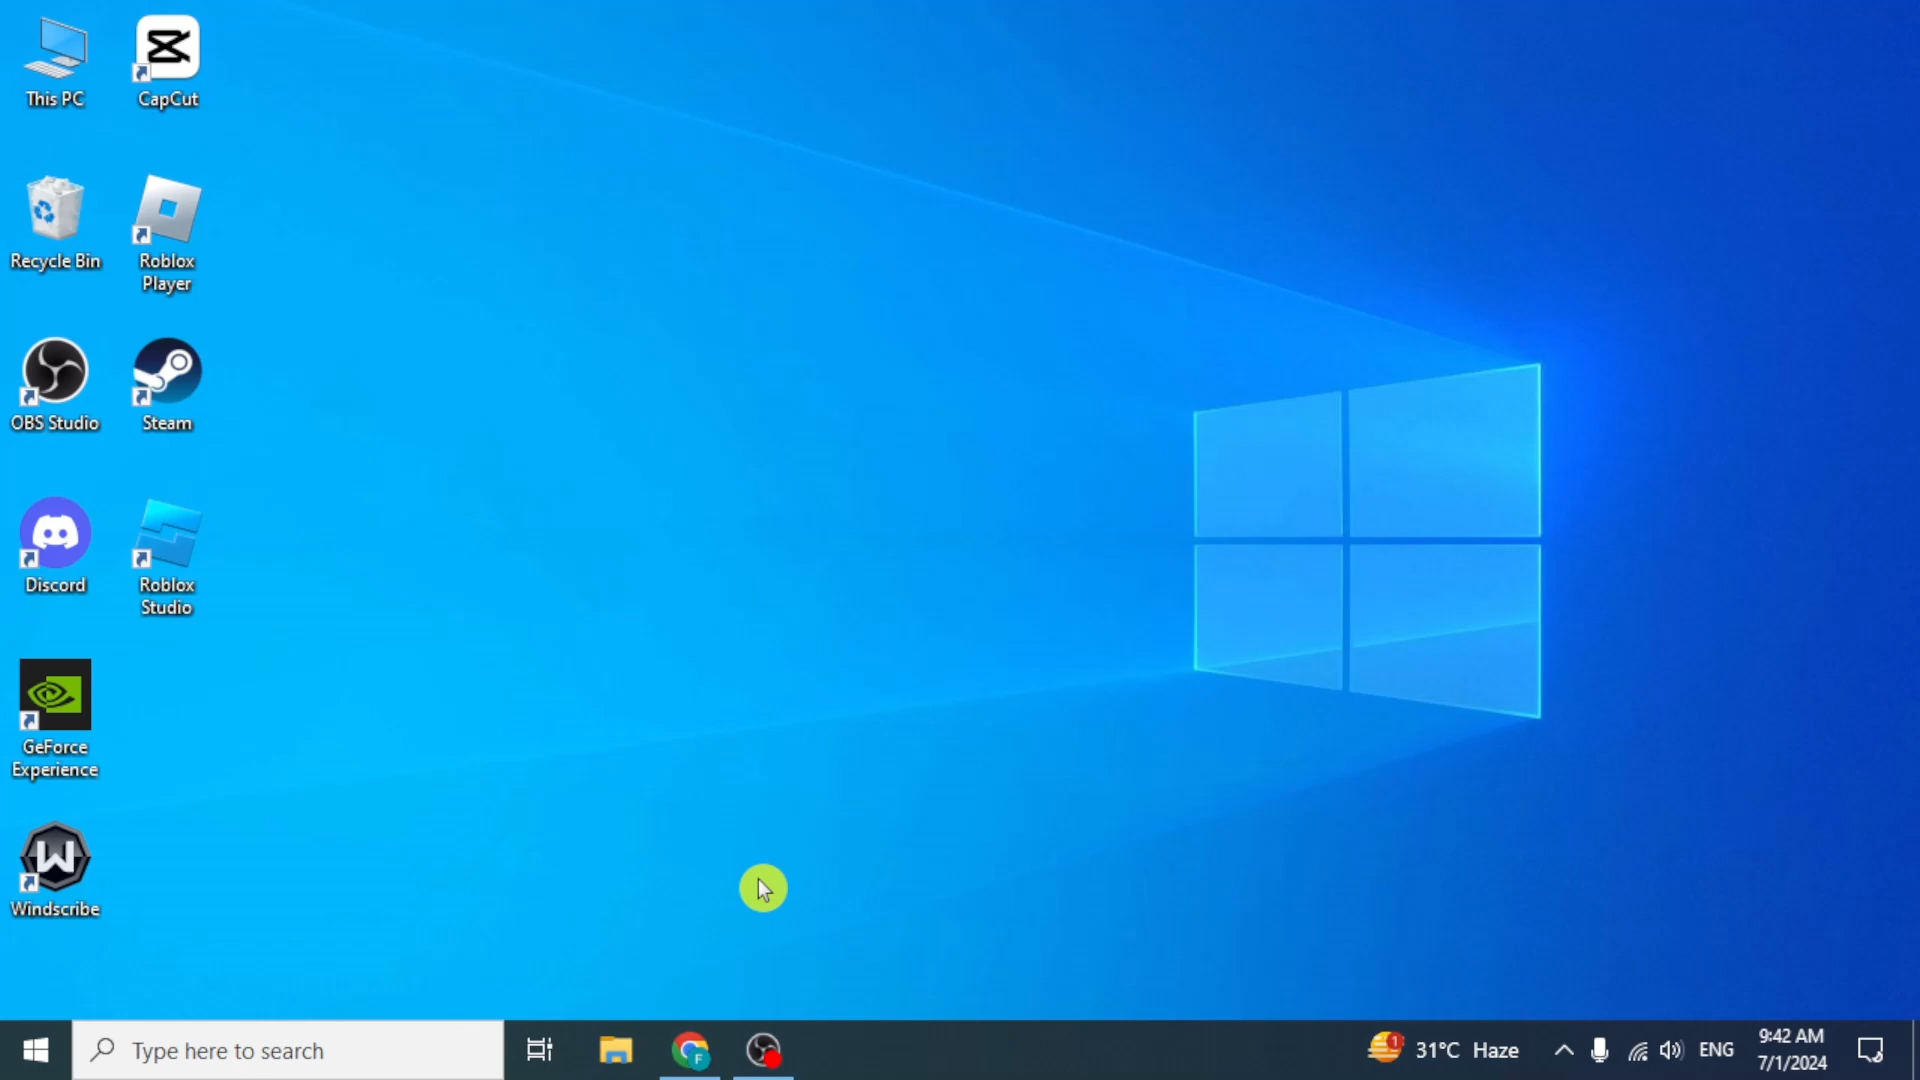 This PC
CapCut
Recycle Bin
Roblox
Player
OBS Studio
Steam
Discord
Roblox
Studio
GeForce
Experience
Windscribe
Type here to search
F
1
31°C Haze
ENG
9:42 AM
7/1/2024